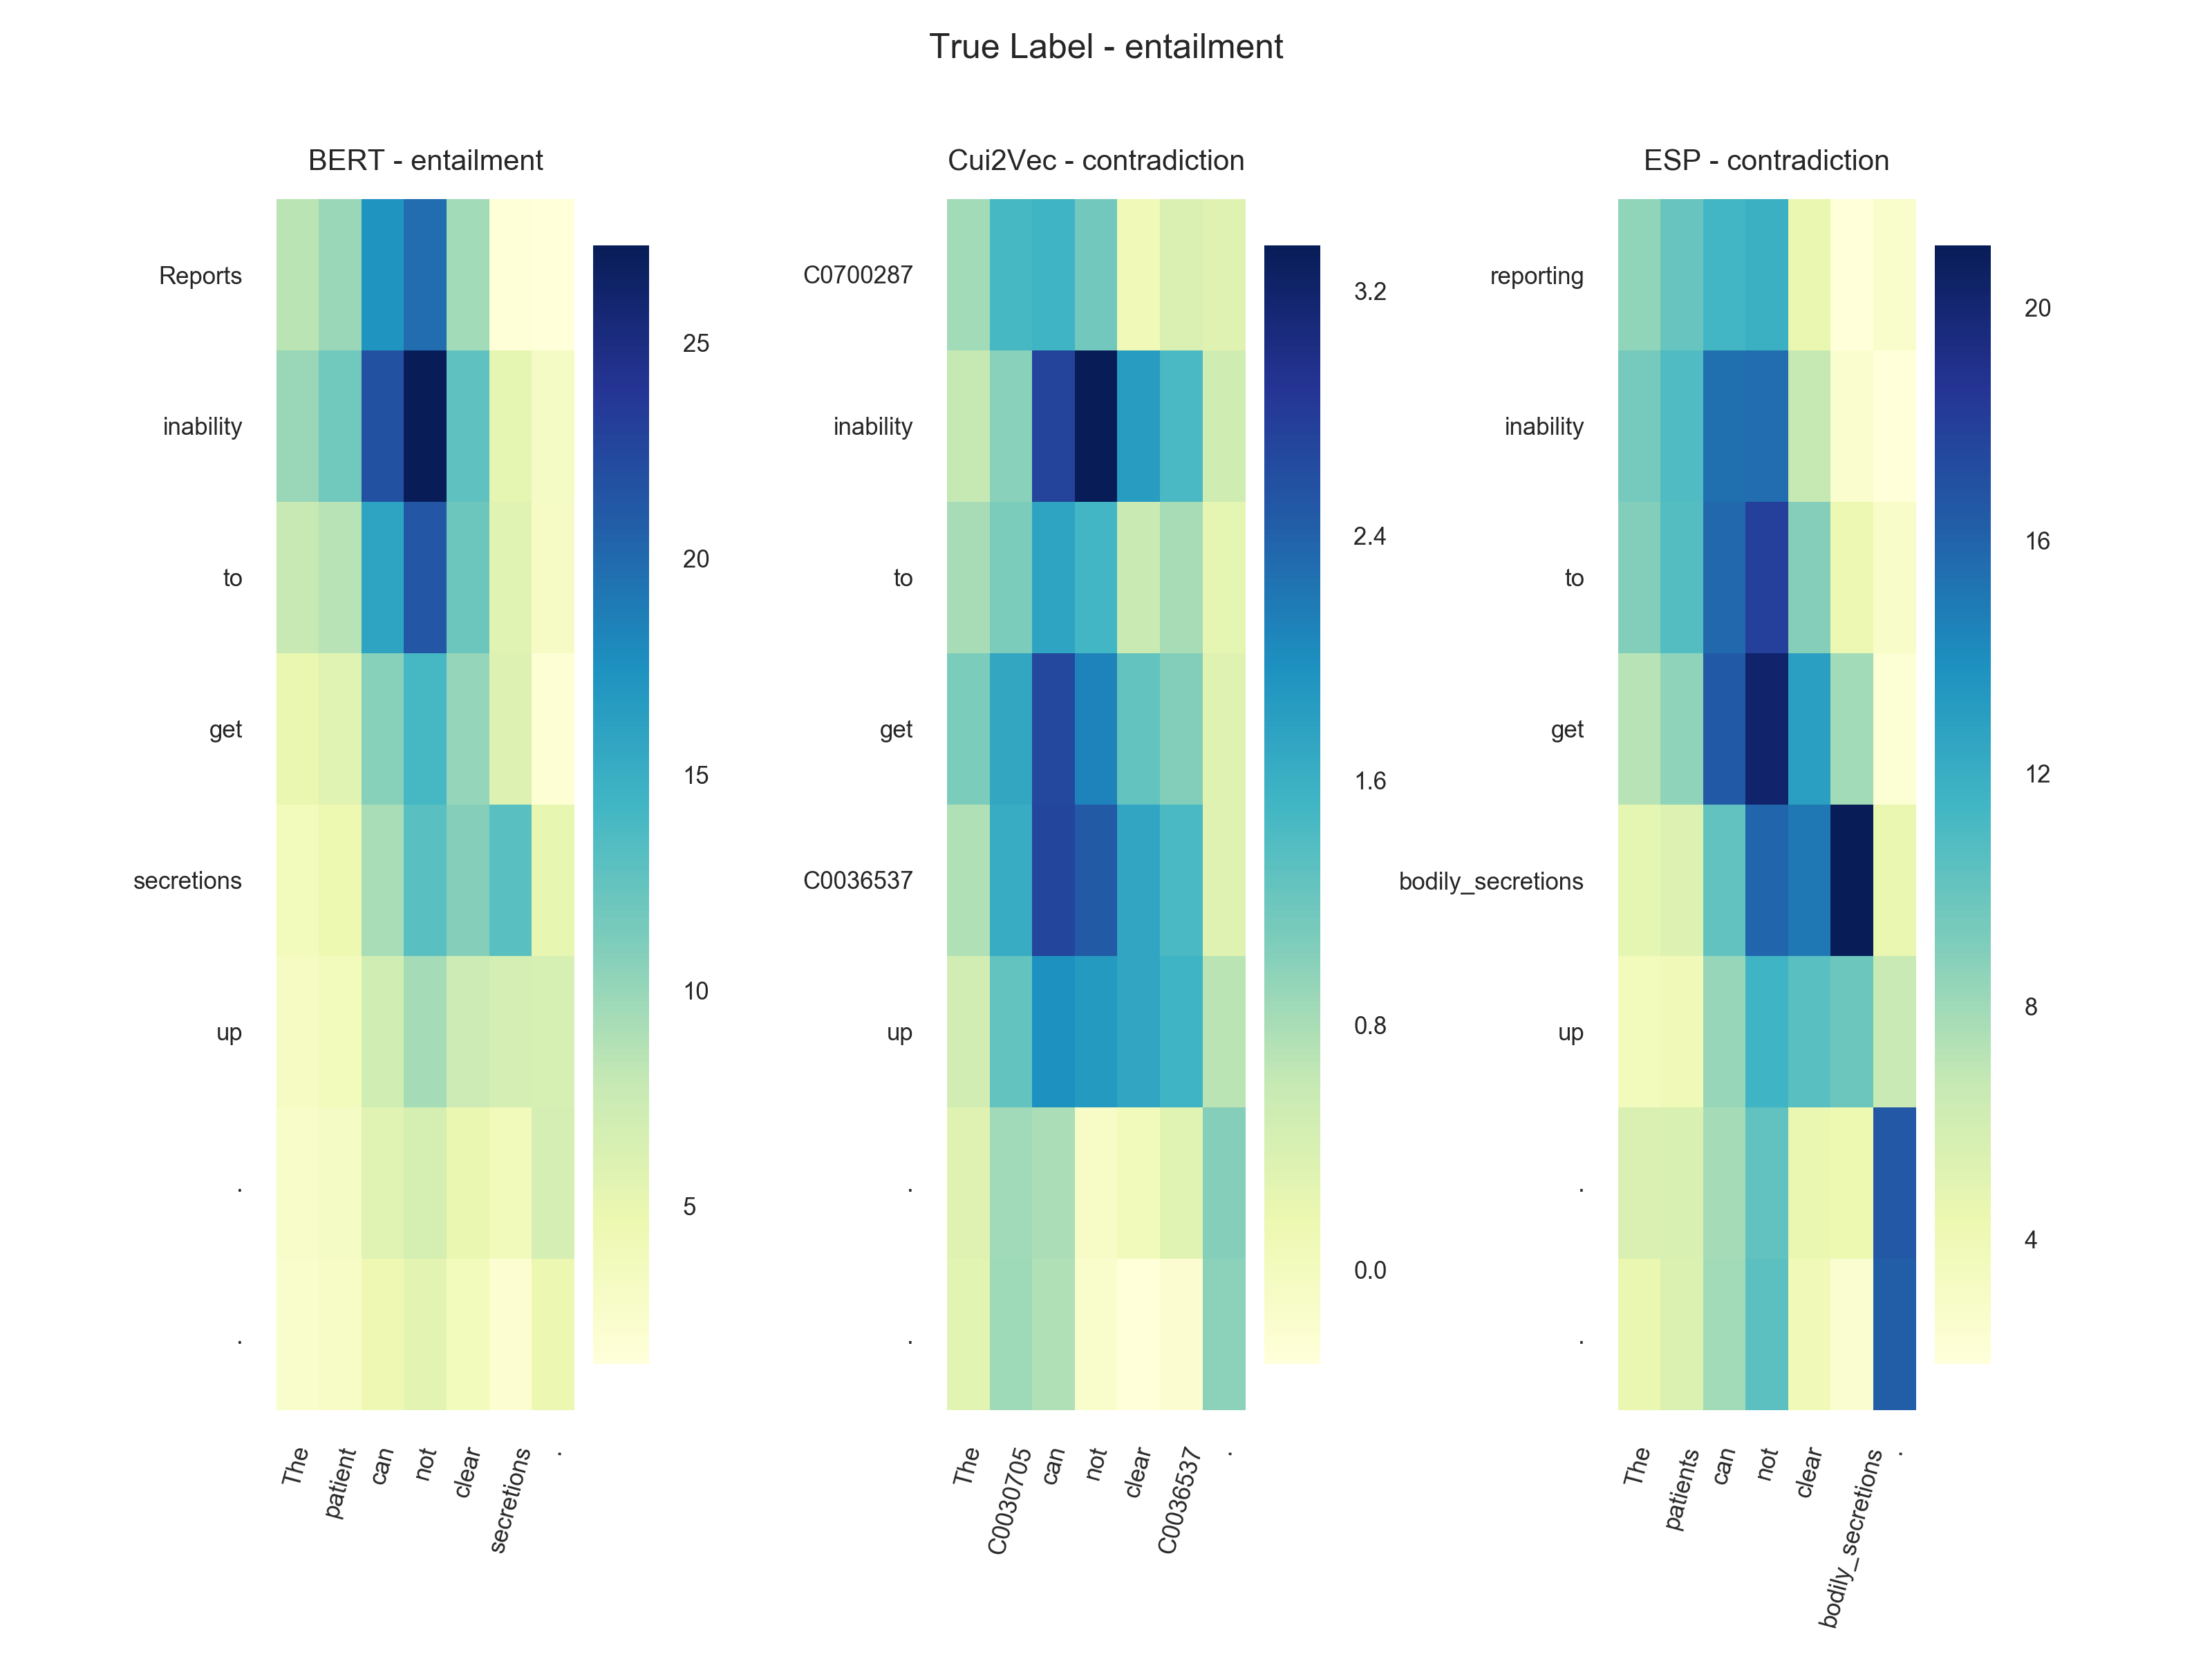 True Label - entailment
BERT - entailment
Reports
inability
to
get
secretions
up
.
.
The
patient
can
not
clear
secretions
.
25
20
15
10
5
Cui2Vec - contradiction
C0700287
inability
to
get
C0036537
up
.
.
The
C0030705
can
not
clear
C0036537
.
3.2
2.4
1.6
0.8
0.0
ESP - contradiction
reporting
inability
to
get
bodily_secretions
up
.
.
The
patients
can
not
clear
bodily_secretions
.
20
16
12
8
4